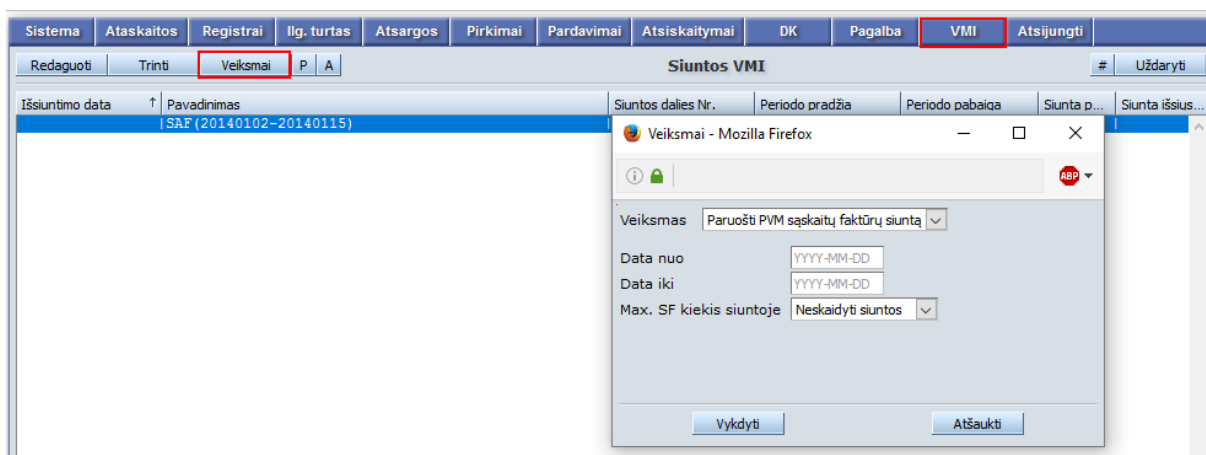 Sistema Ataskaitos Registrai Ilg. turtas Atsargos Pirkimai Pardavimai Atsiskaitymai DK Pagalba VMI Atsijungti
Redaguoti Trinti Veiksmai P A Siuntos VMI # Uždaryti
Išsiuntimo data ↑ Pavadinimas Siuntos dalies Nr. Periodo pradžia Periodo pabaiga Siunta p... Siunta išsius...
|SAF(20140102-20140115)
Veiksmai - Mozilla Firefox
ABP
Veiksmas Paruošti PVM sąskaitų faktūrų siuntą
Data nuo YYYY-MM-DD
Data iki YYYY-MM-DD
Max. SF kiekis siuntoje Neskaidyti siuntos
Vykdyti Atšaukti